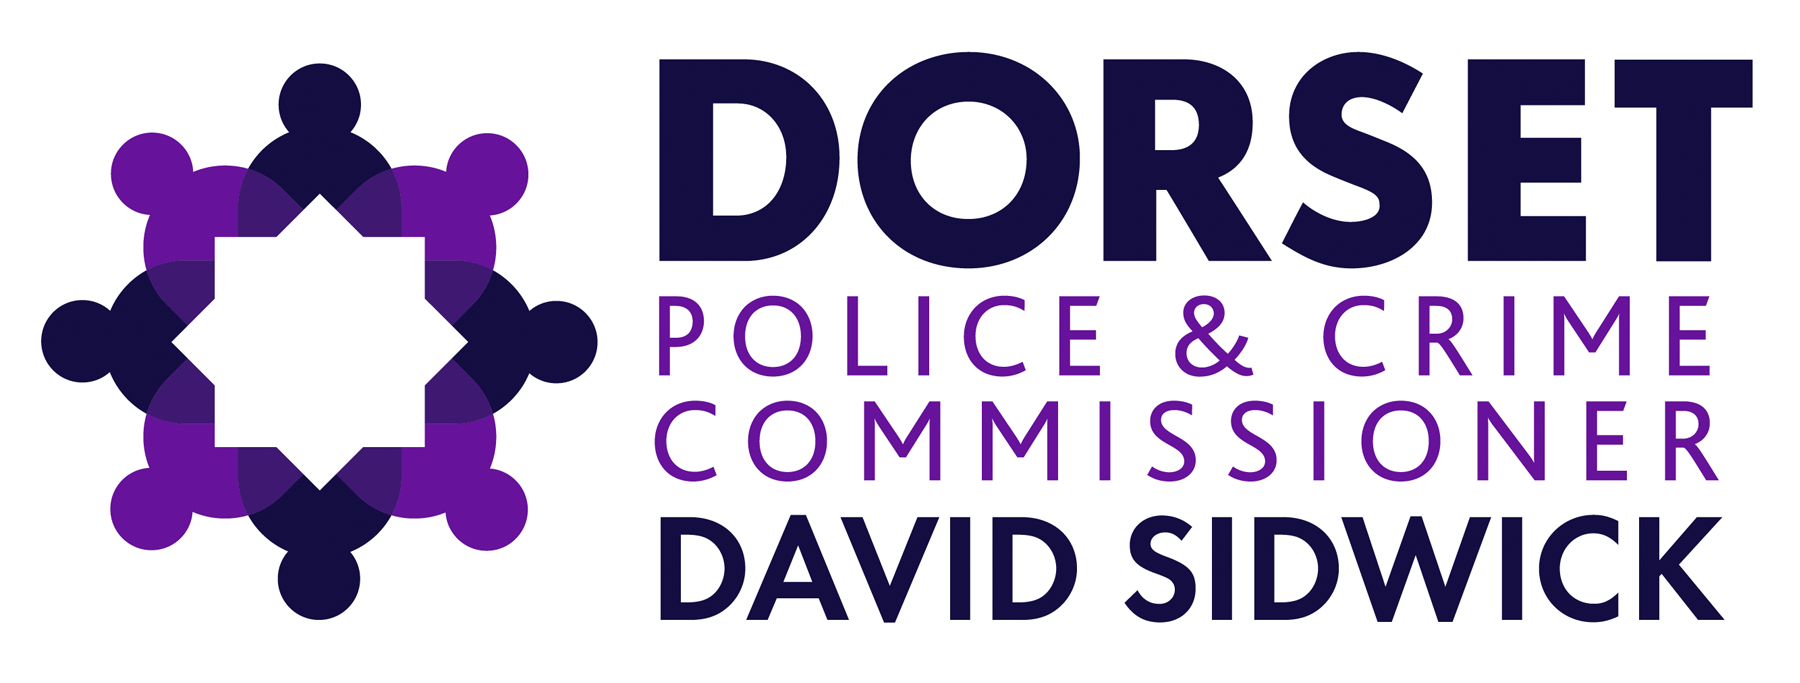 DORSET
POLICE & CRIME
COMMISSIONER
DAVID SIDWICK